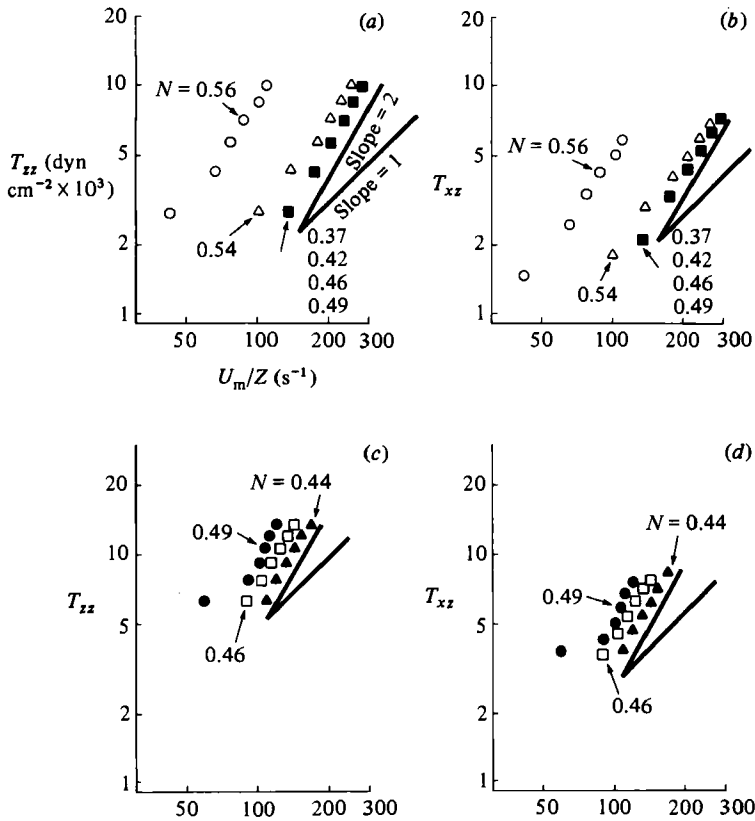 (a)
20
10
5
2
1
T_zz (dyn
cm⁻² × 10³)
N = 0.56
0.54
Slope = 2
Slope = 1
0.37
0.42
0.46
0.49
50 100 200 300
U_m/Z (s⁻¹)
(b)
20
10
5
2
1
T_xz
N = 0.56
0.54
0.37
0.42
0.46
0.49
50 100 200 300
(c)
20
10
5
2
1
T_zz
N = 0.44
0.49
0.46
50 100 200 300
(d)
20
10
5
2
1
T_xz
N = 0.44
0.49
0.46
50 100 200 300